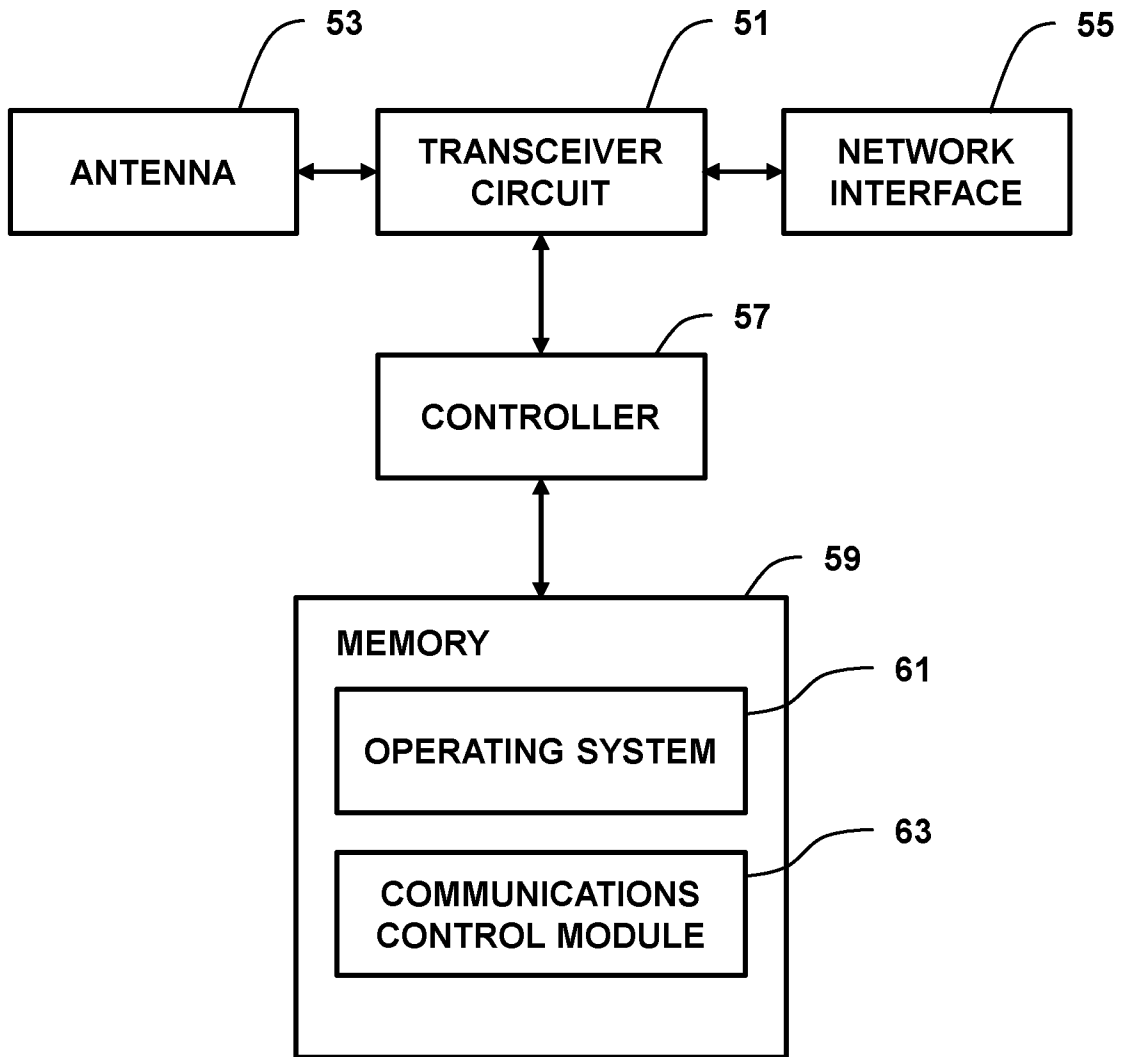 53
51
55
ANTENNA
TRANSCEIVER
CIRCUIT
NETWORK
INTERFACE
57
CONTROLLER
59
MEMORY
61
OPERATING SYSTEM
63
COMMUNICATIONS
CONTROL MODULE